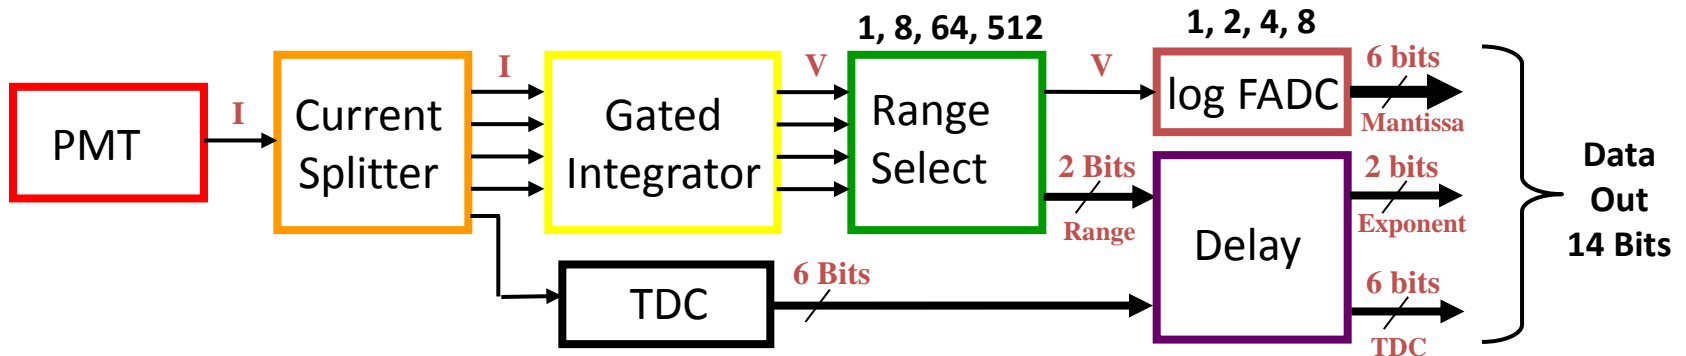 1, 8, 64, 512
1, 2, 4, 8
PMT
I
Current
Splitter
I
Gated
Integrator
V
Range
Select
V
log FADC
6 bits
Mantissa
2 Bits
Range
TDC
6 Bits
Delay
2 bits
Exponent
6 bits
TDC
Data
Out
14 Bits